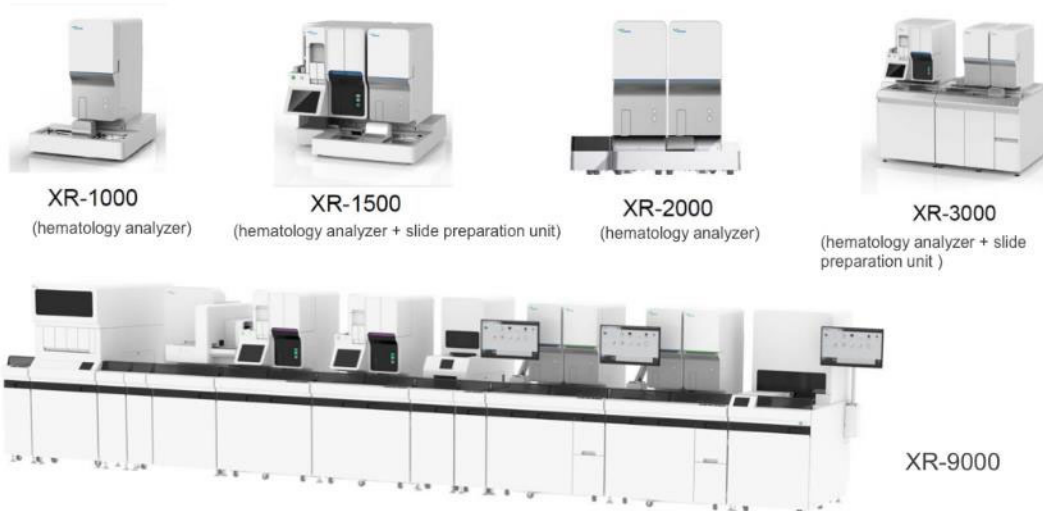 XR-1000
(hematology analyzer)
XR-1500
(hematology analyzer + slide preparation unit)
XR-2000
(hematology analyzer)
XR-3000
(hematology analyzer + slide
preparation unit )
XR-9000